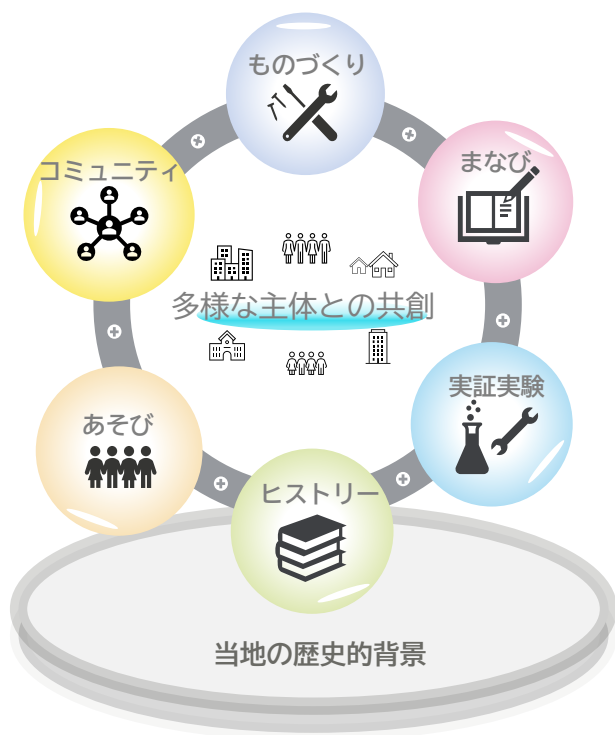 ものづくり
コミュニティ
まなび
多様な主体との共創
実証実験
あそび
ヒストリー
当地の歴史的背景